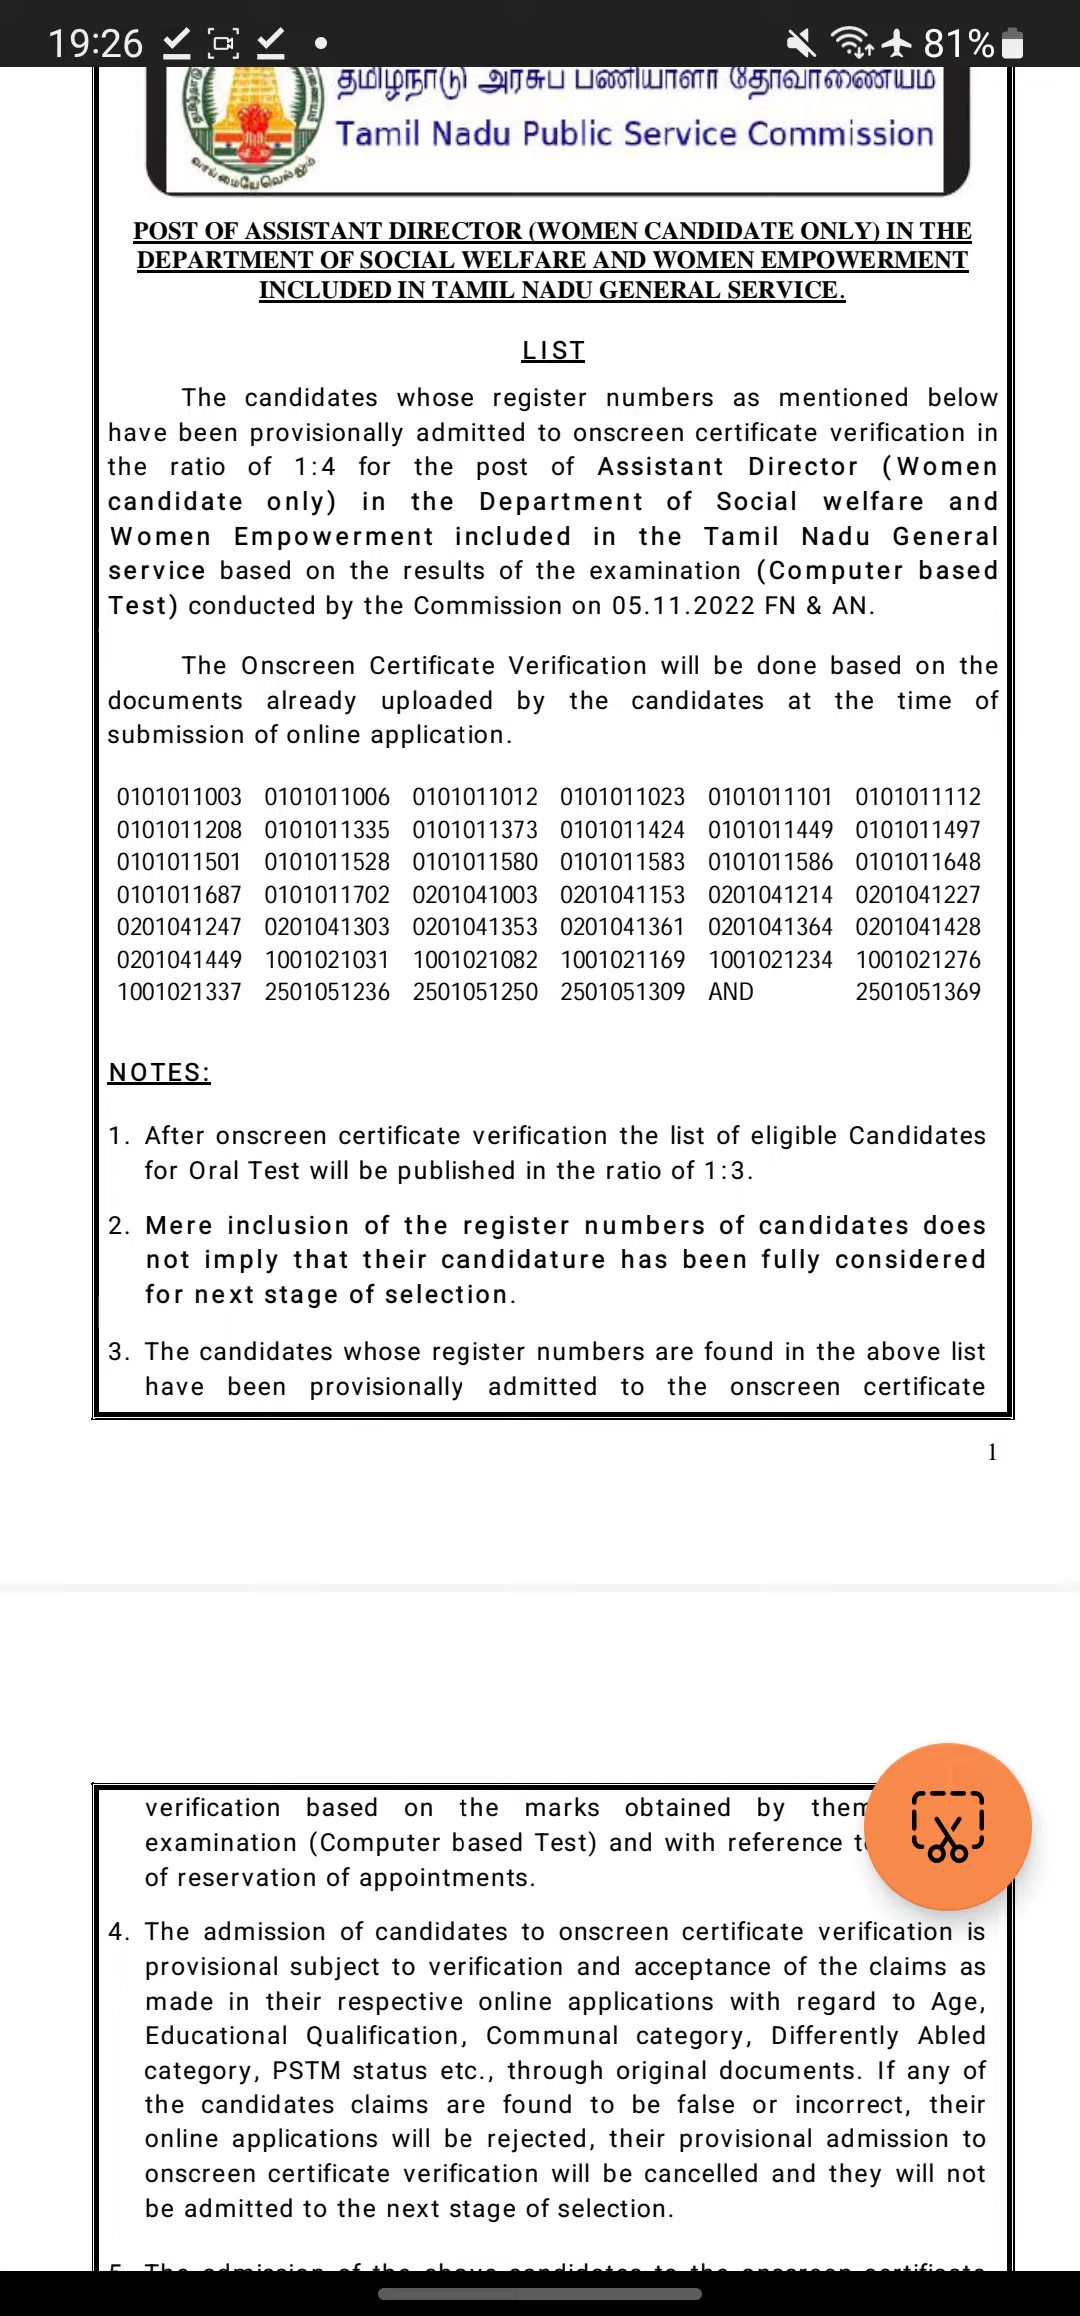 19:26
81%
தமிழ்நாடு அரசுப் பணியாளர் தேர்வாணையம்
Tamil Nadu Public Service Commission
வாய்மையே வெல்லும்
POST OF ASSISTANT DIRECTOR (WOMEN CANDIDATE ONLY) IN THE
DEPARTMENT OF SOCIAL WELFARE AND WOMEN EMPOWERMENT
INCLUDED IN TAMIL NADU GENERAL SERVICE.
LIST
The candidates whose register numbers as mentioned below
have been provisionally admitted to onscreen certificate verification in
the ratio of 1:4 for the post of Assistant Director (Women
candidate only) in the Department of Social welfare and
Women Empowerment included in the Tamil Nadu General
service based on the results of the examination (Computer based
Test) conducted by the Commission on 05.11.2022 FN & AN.
The Onscreen Certificate Verification will be done based on the
documents already uploaded by the candidates at the time of
submission of online application.
0101011003 0101011006 0101011012 0101011023 0101011101 0101011112
0101011208 0101011335 0101011373 0101011424 0101011449 0101011497
0101011501 0101011528 0101011580 0101011583 0101011586 0101011648
0101011687 0101011702 0201041003 0201041153 0201041214 0201041227
0201041247 0201041303 0201041353 0201041361 0201041364 0201041428
0201041449 1001021031 1001021082 1001021169 1001021234 1001021276
1001021337 2501051236 2501051250 2501051309 AND 2501051369
NOTES:
1. After onscreen certificate verification the list of eligible Candidates
for Oral Test will be published in the ratio of 1:3.
2. Mere inclusion of the register numbers of candidates does
not imply that their candidature has been fully considered
for next stage of selection.
3. The candidates whose register numbers are found in the above list
have been provisionally admitted to the onscreen certificate
1
verification based on the marks obtained by them
examination (Computer based Test) and with reference
of reservation of appointments.
4. The admission of candidates to onscreen certificate verification is
provisional subject to verification and acceptance of the claims as
made in their respective online applications with regard to Age,
Educational Qualification, Communal category, Differently Abled
category, PSTM status etc., through original documents. If any of
the candidates claims are found to be false or incorrect, their
online applications will be rejected, their provisional admission to
onscreen certificate verification will be cancelled and they will not
be admitted to the next stage of selection.
5. The admission of the above candidates to the onscreen certificate